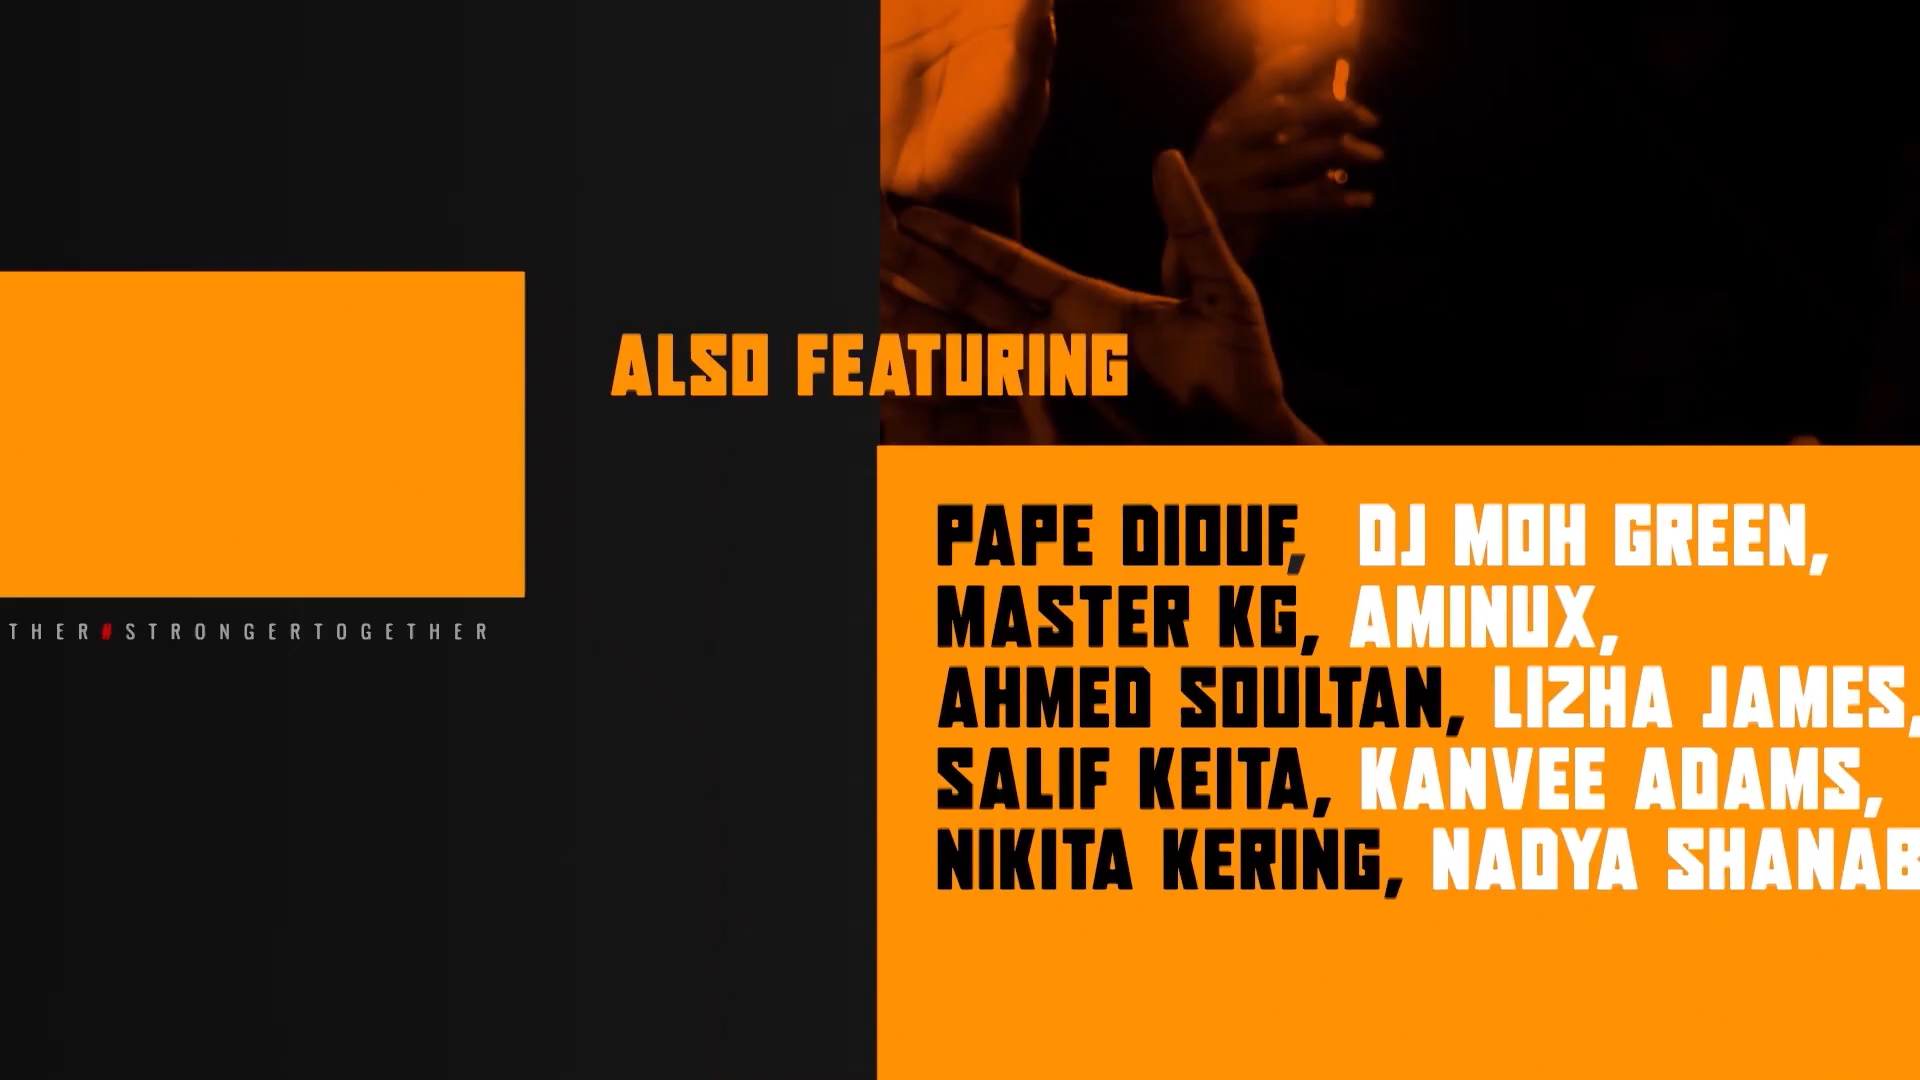 ALSO FEATURING
PAPE DIOUF, DJ MOH GREEN,
MASTER KG, AMINUX,
AHMED SOULTAN, LIZHA JAMES,
SALIF KEITA, KANVEE ADAMS,
NIKITA KERING, NADYA SHANAB
THER#STRONGERTOGETHER